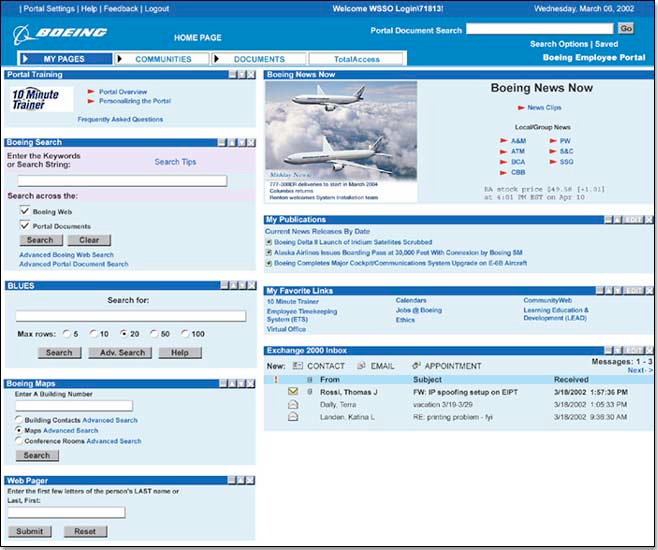 | Portal Settings | Help | Feedback | Logout
Welcome WSSO Login\71813!
Wednesday, March 06, 2002
BOEING
HOME PAGE
Portal Document Search
Go
Search Options | Saved
MY PAGES
COMMUNITIES
DOCUMENTS
TotalAccess
Boeing Employee Portal
Portal Training
10 Minute
Trainer
Portal Overview
Personalizing the Portal
Frequently Asked Questions
Boeing Search
Enter the Keywords
or Search String:
Search Tips
Search across the:
Boeing Web
Portal Documents
Search
Clear
Advanced Boeing Web Search
Advanced Portal Document Search
BLUES
Search for:
Max rows: 5 10 20 50 100
Search
Adv. Search
Help
Boeing Maps
Enter A Building Number
Building Contacts Advanced Search
Maps Advanced Search
Conference Rooms Advanced Search
Search
Web Pager
Enter the first few letters of the person's LAST name or
Last, First:
Submit
Reset
Boeing News Now
Midday News:
777-300ER deliveries to start in March 2004
Columbia returns
Renton welcomes System Installation team
Boeing News Now
News Clips
Local/Group News
A&M
PW
ATM
S&C
BCA
SSG
CBB
BA stock price $49.58 [-1.01]
at 4:01 PM EST on Apr 10
My Publications
EDIT
Current News Releases By Date
Boeing Delta II Launch of Iridium Satellites Scrubbed
Alaska Airlines Issues Boarding Pass at 30,000 Feet With Connexion by Boeing SM
Boeing Completes Major Cockpit/Communications System Upgrade on E-6B Aircraft
My Favorite Links
EDIT
10 Minute Trainer
Calendars
CommunityWeb
Employee Timekeeping
System (ETS)
Jobs @ Boeing
Learning Education &
Development (LEAD)
Virtual Office
Ethics
Exchange 2000 Inbox
EDIT
New: CONTACT EMAIL APPOINTMENT
Messages: 1 - 3
Next- >
! From Subject Received
Rossi, Thomas J FW: IP spoofing setup on EIPT 3/18/2002 1:57:36 PM
Daily, Terra vacation 3/19-3/29 3/18/2002 1:05:33 PM
Landen, Katina L RE: printing problem - fyi 3/18/2002 9:36:30 AM